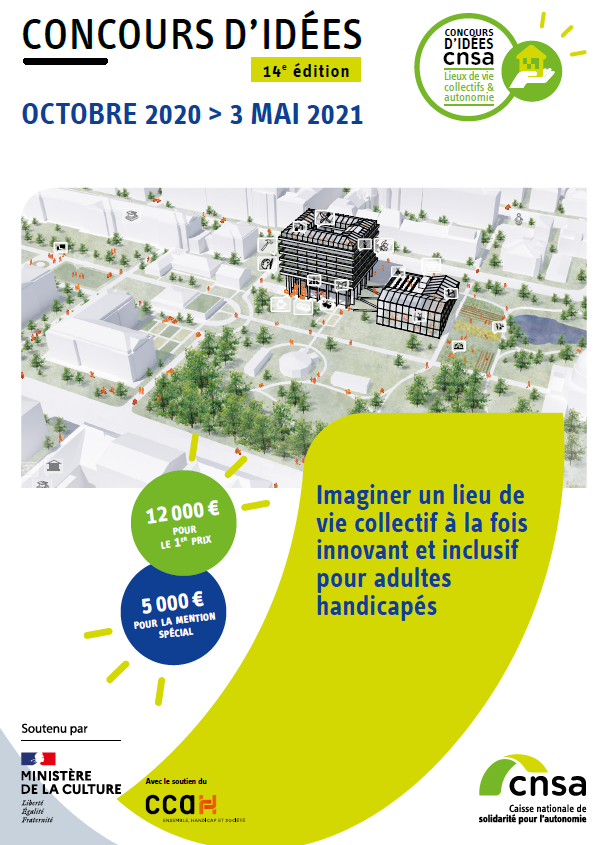 CONCOURS D'IDÉES
14e édition
OCTOBRE 2020 > 3 MAI 2021
CONCOURS
D'IDÉES
cnsa
Lieux de vie
collectifs &
autonomie
Imaginer un lieu de
vie collectif à la fois
innovant et inclusif
pour adultes
handicapés
12 000 €
POUR
LE 1ER PRIX
5 000 €
POUR LA MENTION
SPÉCIAL
Soutenu par
MINISTÈRE
DE LA CULTURE
Liberté
Égalité
Fraternité
Avec le soutien du
ccaH
ENSEMBLE, HANDICAP ET SOCIÉTÉ
cnsa
Caisse nationale de
solidarité pour l'autonomie